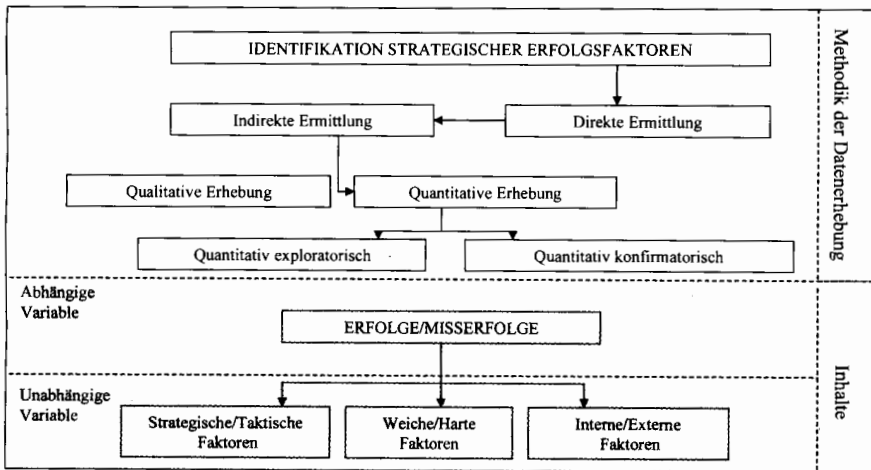 IDENTIFIKATION STRATEGISCHER ERFOLGSFAKTOREN
Indirekte Ermittlung
Direkte Ermittlung
Qualitative Erhebung
Quantitative Erhebung
Quantitativ exploratorisch
Quantitativ konfirmatorisch
Methodik der Datenerhebung
Abhängige
Variable
ERFOLGE/MISSERFOLGE
Unabhängige
Variable
Strategische/Taktische
Faktoren
Weiche/Harte
Faktoren
Interne/Externe
Faktoren
Inhalte